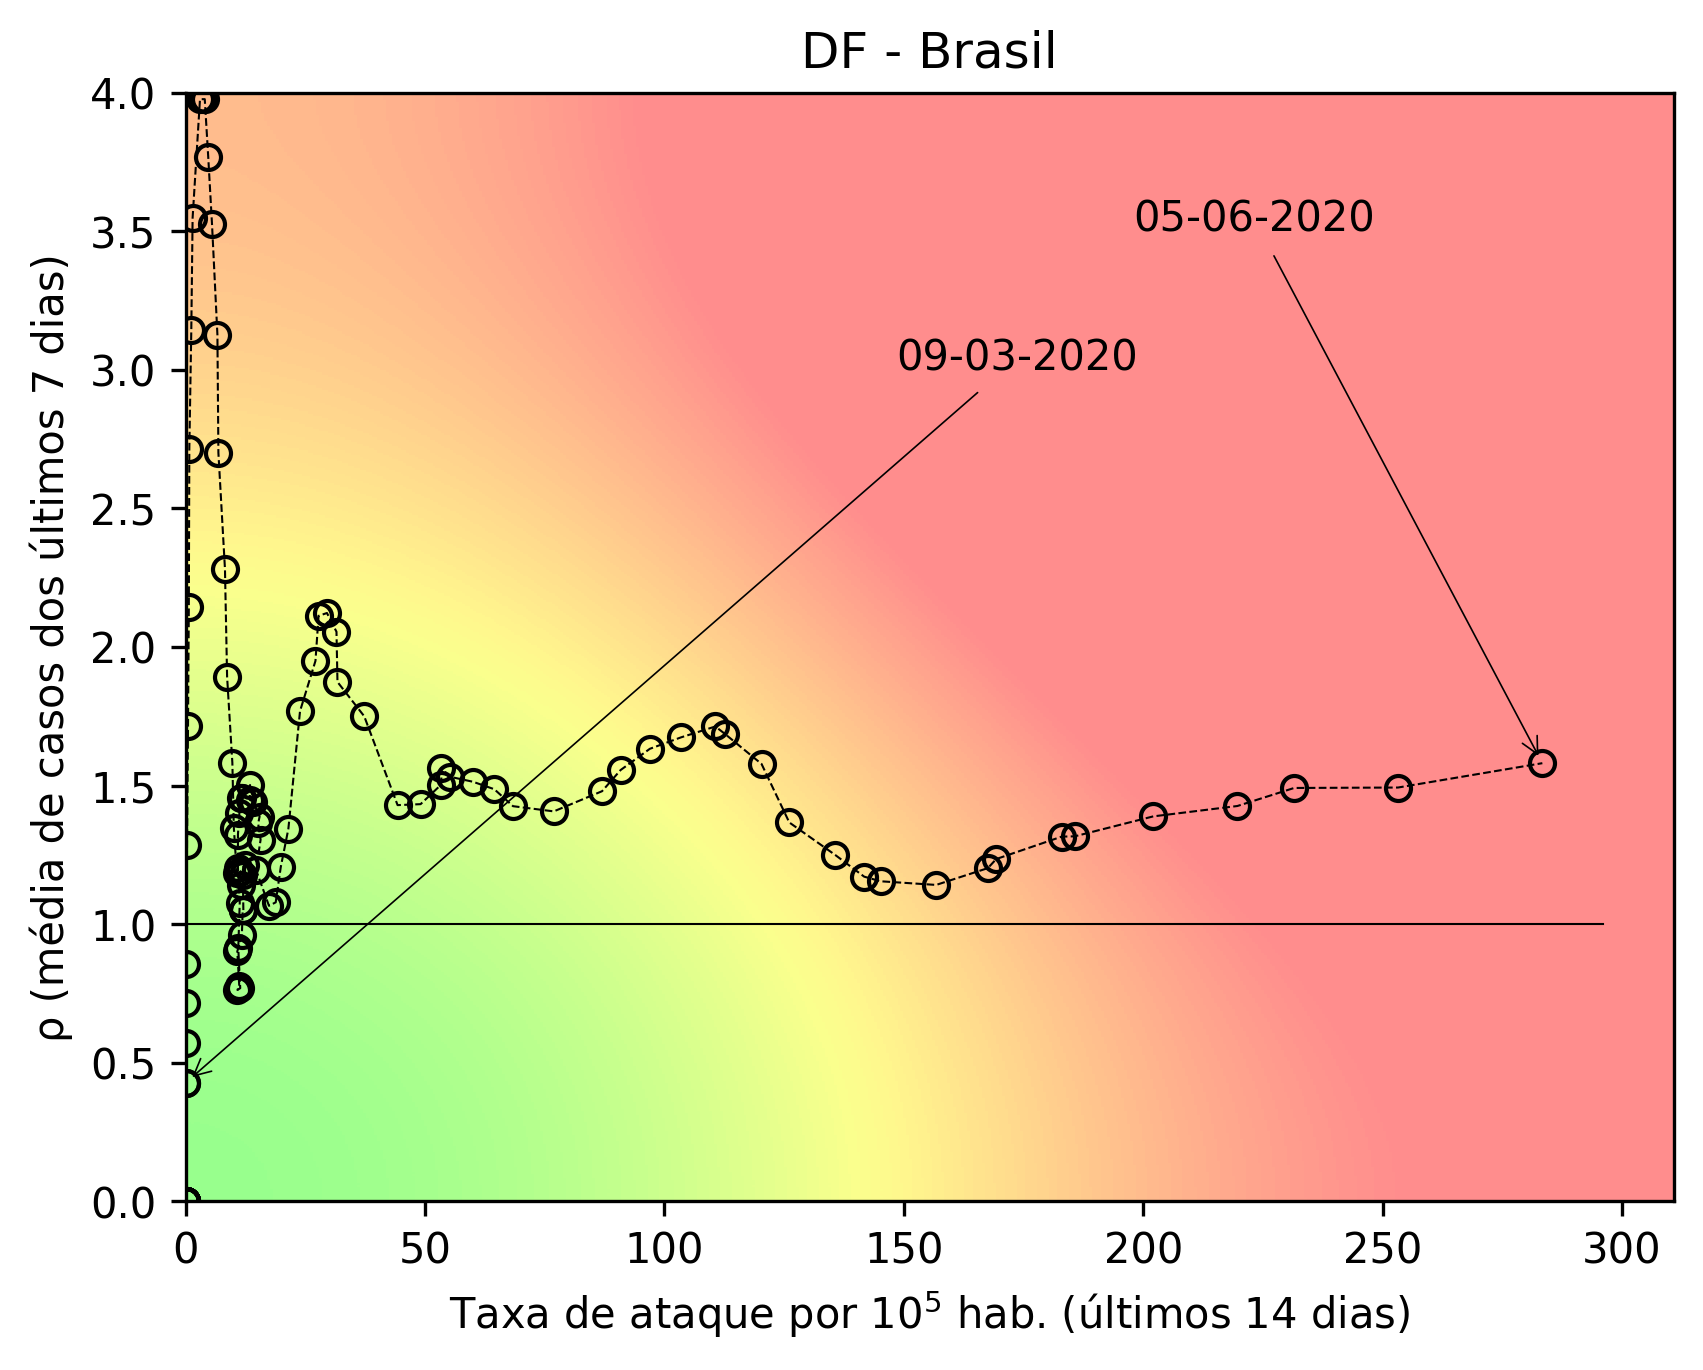 DF - Brasil
4.0
3.5
3.0
2.5
2.0
1.5
1.0
0.5
0.0
ρ (média de casos dos últimos 7 dias)
05-06-2020
09-03-2020
0 50 100 150 200 250 300
Taxa de ataque por 10⁵ hab. (últimos 14 dias)